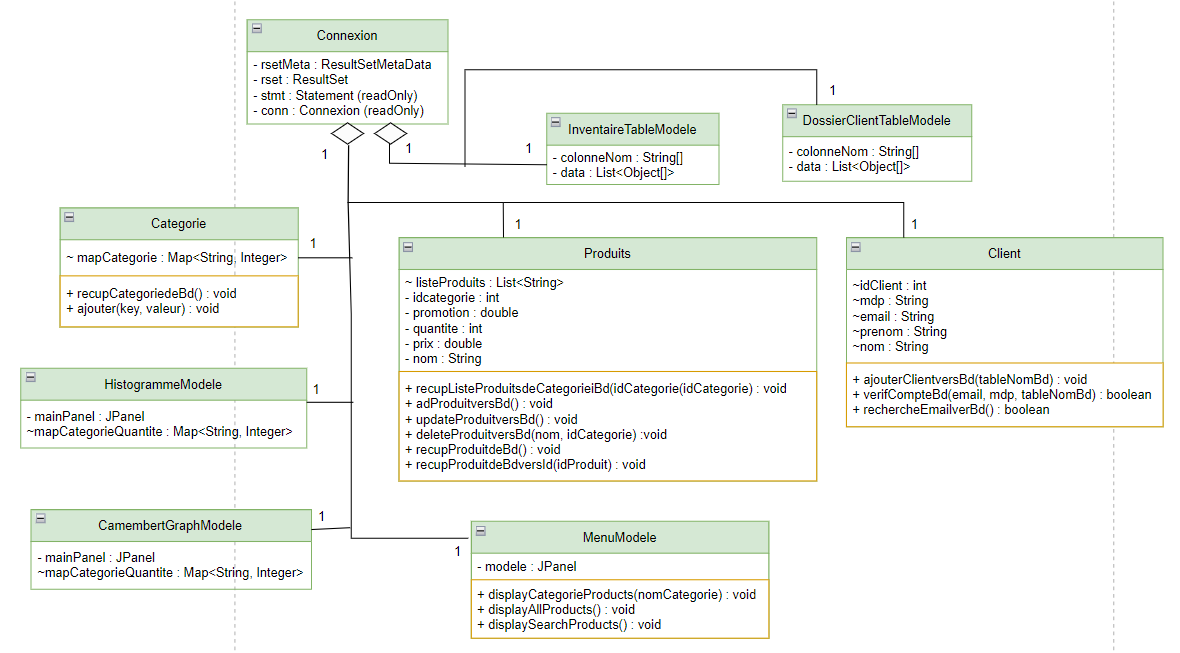 Connexion
- rsetMeta : ResultSetMetaData
- rset : ResultSet
- stmt : Statement (readOnly)
- conn : Connexion (readOnly)
1
1
1
InventaireTableModele
- colonneNom : String[]
- data : List<Object[]>
1
DossierClientTableModele
- colonneNom : String[]
- data : List<Object[]>
Categorie
~ mapCategorie : Map<String, Integer>
+ recupCategoriedeBd() : void
+ ajouter(key, valeur) : void
1
1
Produits
~ listeProduits : List<String>
- idcategorie : int
- promotion : double
- quantite : int
- prix : double
- nom : String
+ recupListeProduitsdeCategorieiBd(idCategorie(idCategorie) : void
+ adProduitversBd() : void
+ updateProduitversBd() : void
+ deleteProduitversBd(nom, idCategorie) :void
+ recupProduitdeBd() : void
+ recupProduitdeBdversId(idProduit) : void
1
Client
~idClient : int
~mdp : String
~email : String
~prenom : String
~nom : String
+ ajouterClientversBd(tableNomBd) : void
+ verifCompteBd(email, mdp, tableNomBd) : boolean
+ rechercheEmailverBd() : boolean
HistogrammeModele
- mainPanel : JPanel
~mapCategorieQuantite : Map<String, Integer>
1
CamembertGraphModele
- mainPanel : JPanel
~mapCategorieQuantite : Map<String, Integer>
1
1
MenuModele
- modele : JPanel
+ displayCategorieProducts(nomCategorie) : void
+ displayAllProducts() : void
+ displaySearchProducts() : void